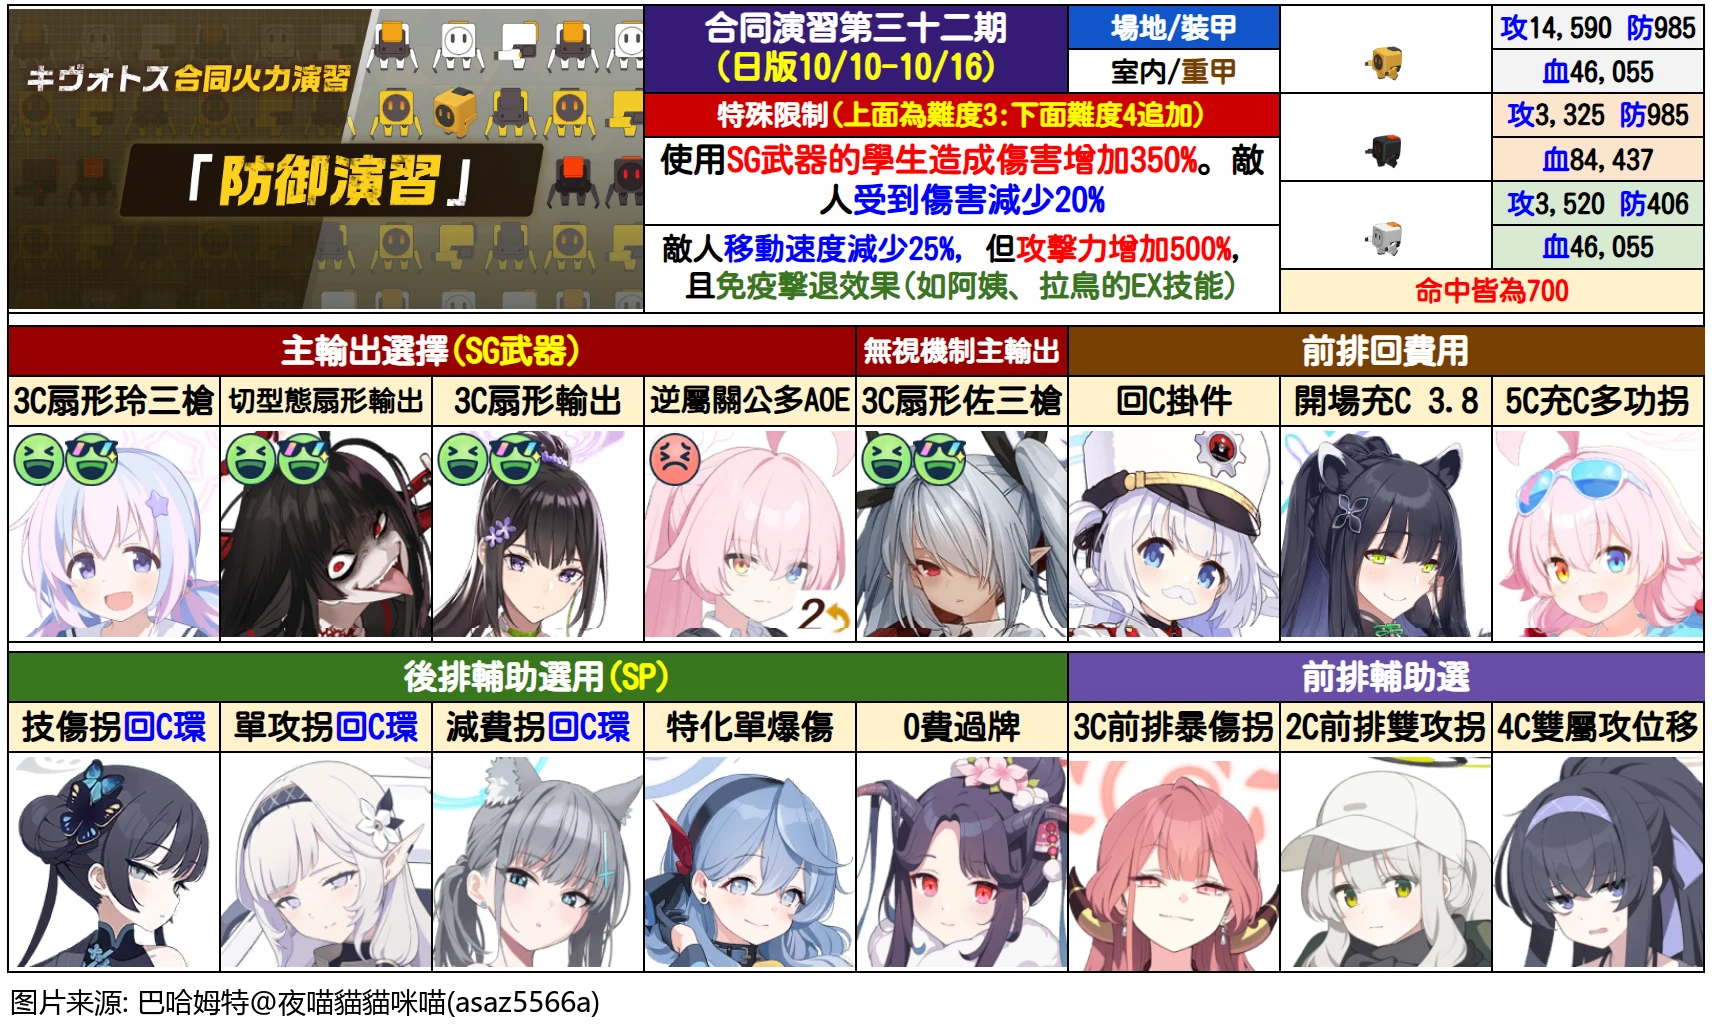 キヴォトス合同火力演習
「防御演習」
合同演習第三十二期
(日版10/10-10/16)
場地/裝甲
室内/重甲
特殊限制(上面為難度3:下面難度4追加)
使用SG武器的學生造成傷害增加350%。敵
人受到傷害減少20%
敵人移動速度減少25%, 但攻擊力增加500%,
且免疫擊退效果(如阿姨、拉鳥的EX技能)
攻14,590 防985
血46,055
攻3,325 防985
血84,437
攻3,520 防406
血46,055
命中皆為700
主輸出選擇(SG武器)
無視機制主輸出
前排回費用
3C扇形玲三槍
切型態扇形輸出
3C扇形輸出
逆屬關公多AOE
3C扇形佐三槍
回C掛件
開場充C 3.8
5C充C多功拐
2
後排輔助選用(SP)
前排輔助選
技傷拐回C環
單攻拐回C環
減費拐回C環
特化單爆傷
0費過牌
3C前排暴傷拐
2C前排雙攻拐
4C雙屬攻位移
图片来源: 巴哈姆特@夜喵貓貓咪喵(asaz5566a)